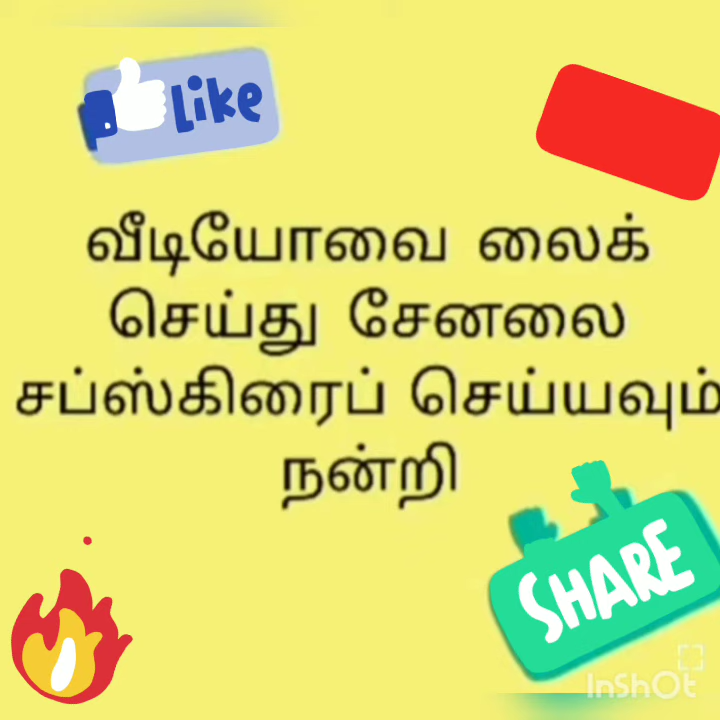 Like
வீடியோவை லைக்
செய்து சேனலை
சப்ஸ்கிரைப் செய்யவும்
நன்றி
SHARE
InShOt